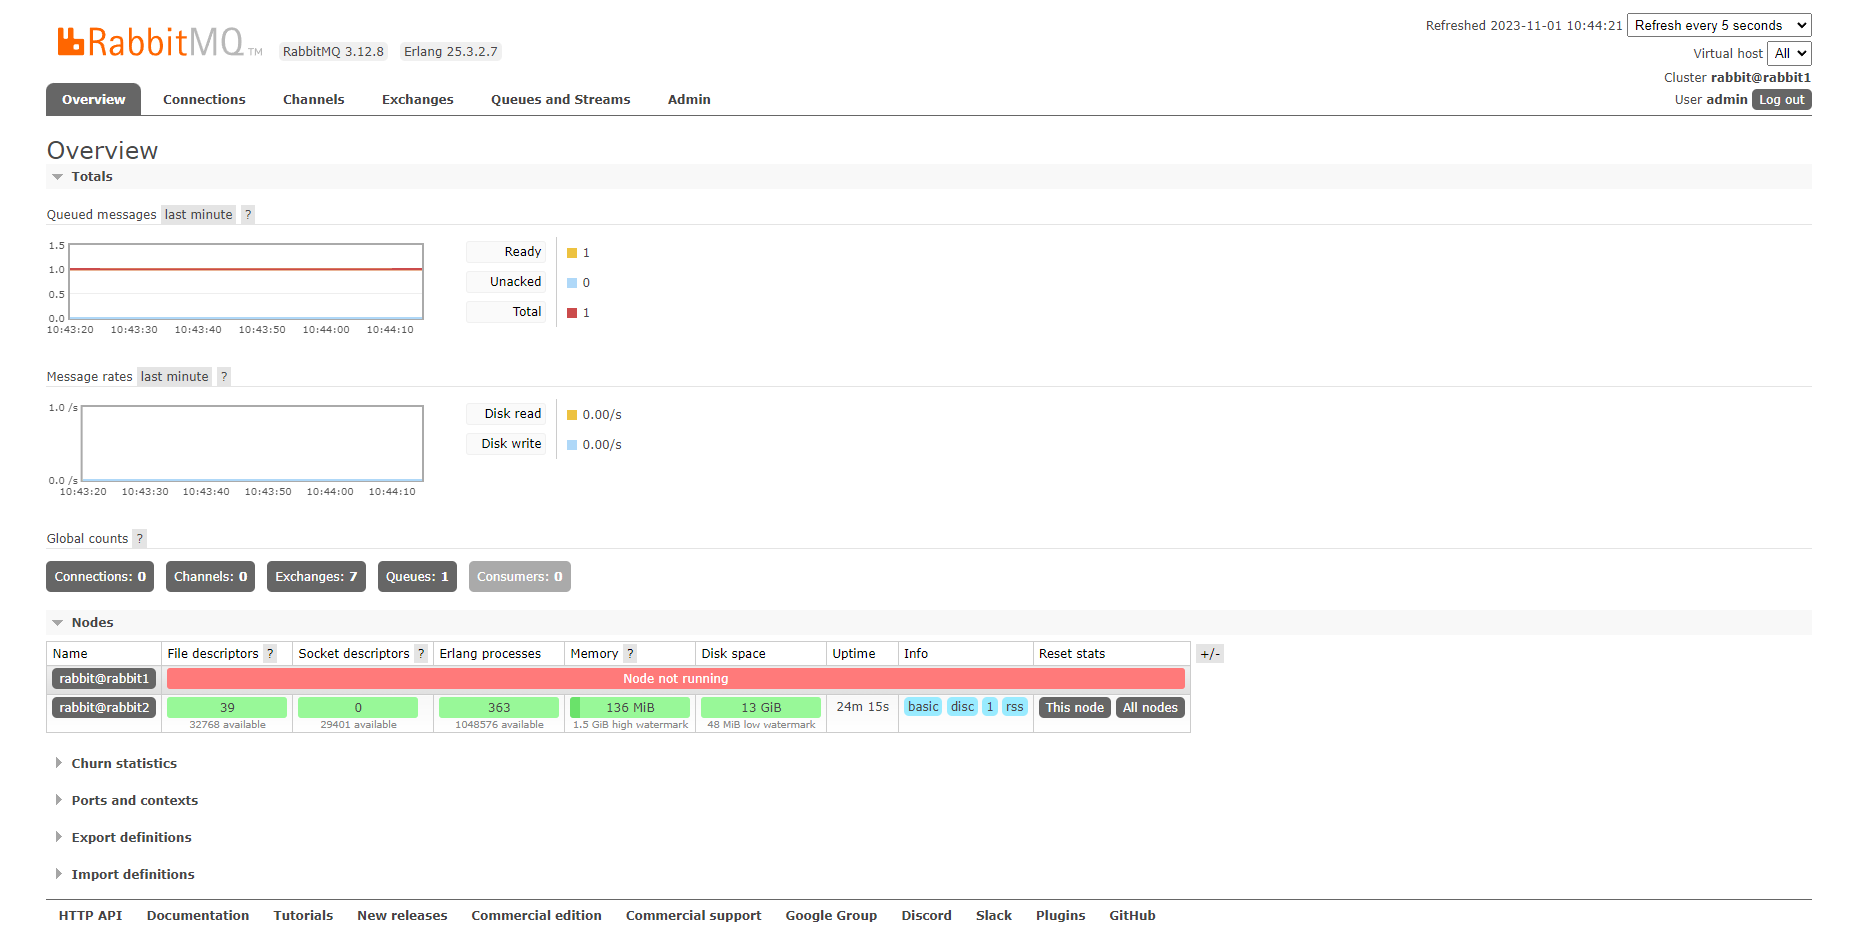 RabbitMQ TM RabbitMQ 3.12.8 Erlang 25.3.2.7
Refreshed 2023-11-01 10:44:21 Refresh every 5 seconds
Virtual host All
Cluster rabbit@rabbit1
User admin Log out
Overview Connections Channels Exchanges Queues and Streams Admin
Overview
Totals
Queued messages last minute ?
1.5
1.0
0.5
0.0
10:43:20 10:43:30 10:43:40 10:43:50 10:44:00 10:44:10
Ready 1
Unacked 0
Total 1
Message rates last minute ?
1.0 /s
0.0 /s
10:43:20 10:43:30 10:43:40 10:43:50 10:44:00 10:44:10
Disk read 0.00/s
Disk write 0.00/s
Global counts ?
Connections: 0 Channels: 0 Exchanges: 7 Queues: 1 Consumers: 0
Nodes
Name File descriptors ? Socket descriptors ? Erlang processes Memory ? Disk space Uptime Info Reset stats +/-
rabbit@rabbit1 Node not running
rabbit@rabbit2 39 0 363 136 MiB 13 GiB 24m 15s basic disc 1 rss This node All nodes
32768 available 29401 available 1048576 available 1.5 GiB high watermark 48 MiB low watermark
Churn statistics
Ports and contexts
Export definitions
Import definitions
HTTP API Documentation Tutorials New releases Commercial edition Commercial support Google Group Discord Slack Plugins GitHub